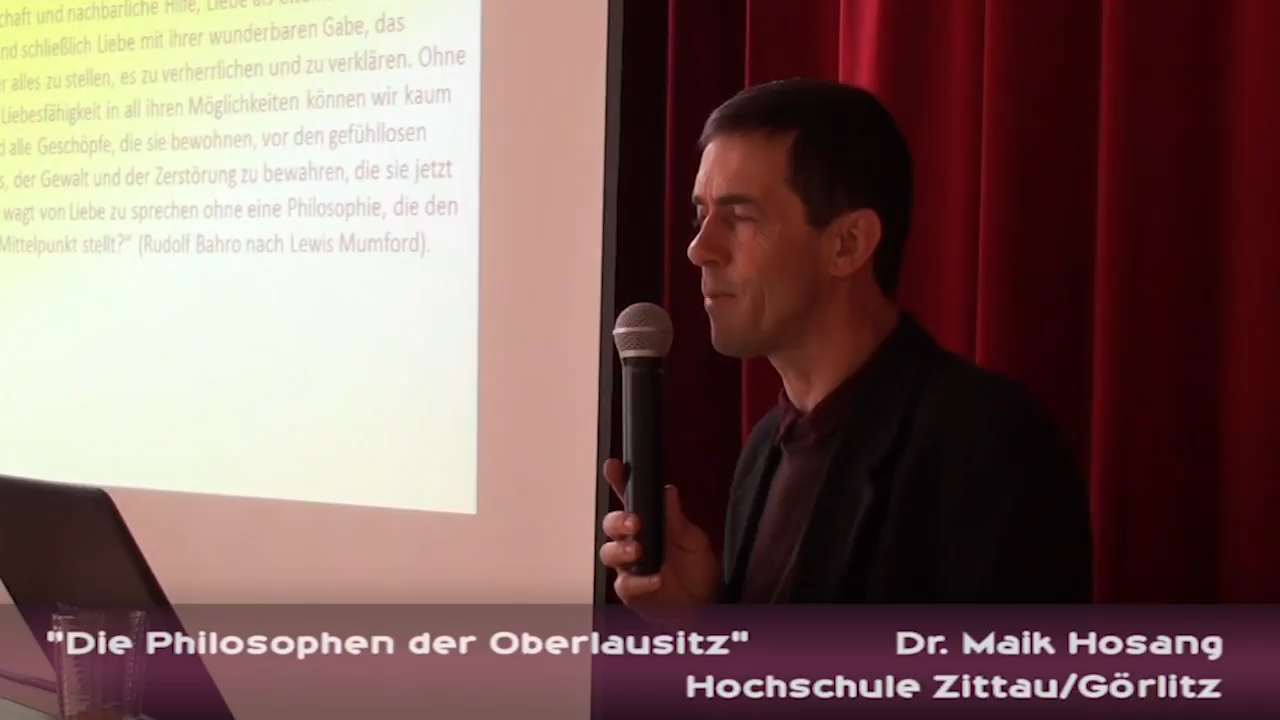 schaft und nachbarliche Hilfe, Liebe als
nd schließlich Liebe mit ihrer wunderbaren Gabe, das
r alles zu stellen, es zu verherrlichen und zu verklären. Ohne
Liebesfähigkeit in all ihren Möglichkeiten können wir kaum
d alle Geschöpfe, die sie bewohnen, vor den gefühllosen
s, der Gewalt und der Zerstörung zu bewahren, die sie jetzt
wagt von Liebe zu sprechen ohne eine Philosophie, die den
Mittelpunkt stellt?“ (Rudolf Bahro nach Lewis Mumford).
"Die Philosophen der Oberlausitz"
Dr. Maik Hosang
Hochschule Zittau/Görlitz